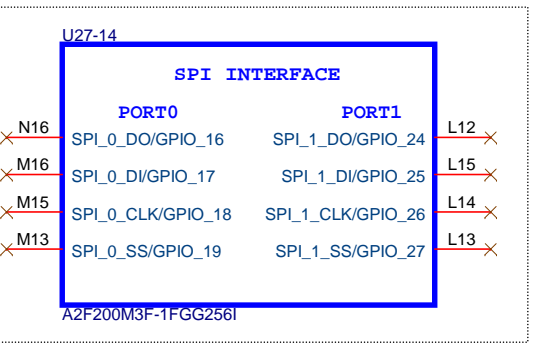 U27-14
SPI INTERFACE
PORT0 PORT1
N16 SPI_0_DO/GPIO_16 SPI_1_DO/GPIO_24 L12
M16 SPI_0_DI/GPIO_17 SPI_1_DI/GPIO_25 L15
M15 SPI_0_CLK/GPIO_18 SPI_1_CLK/GPIO_26 L14
M13 SPI_0_SS/GPIO_19 SPI_1_SS/GPIO_27 L13
A2F200M3F-1FGG256I